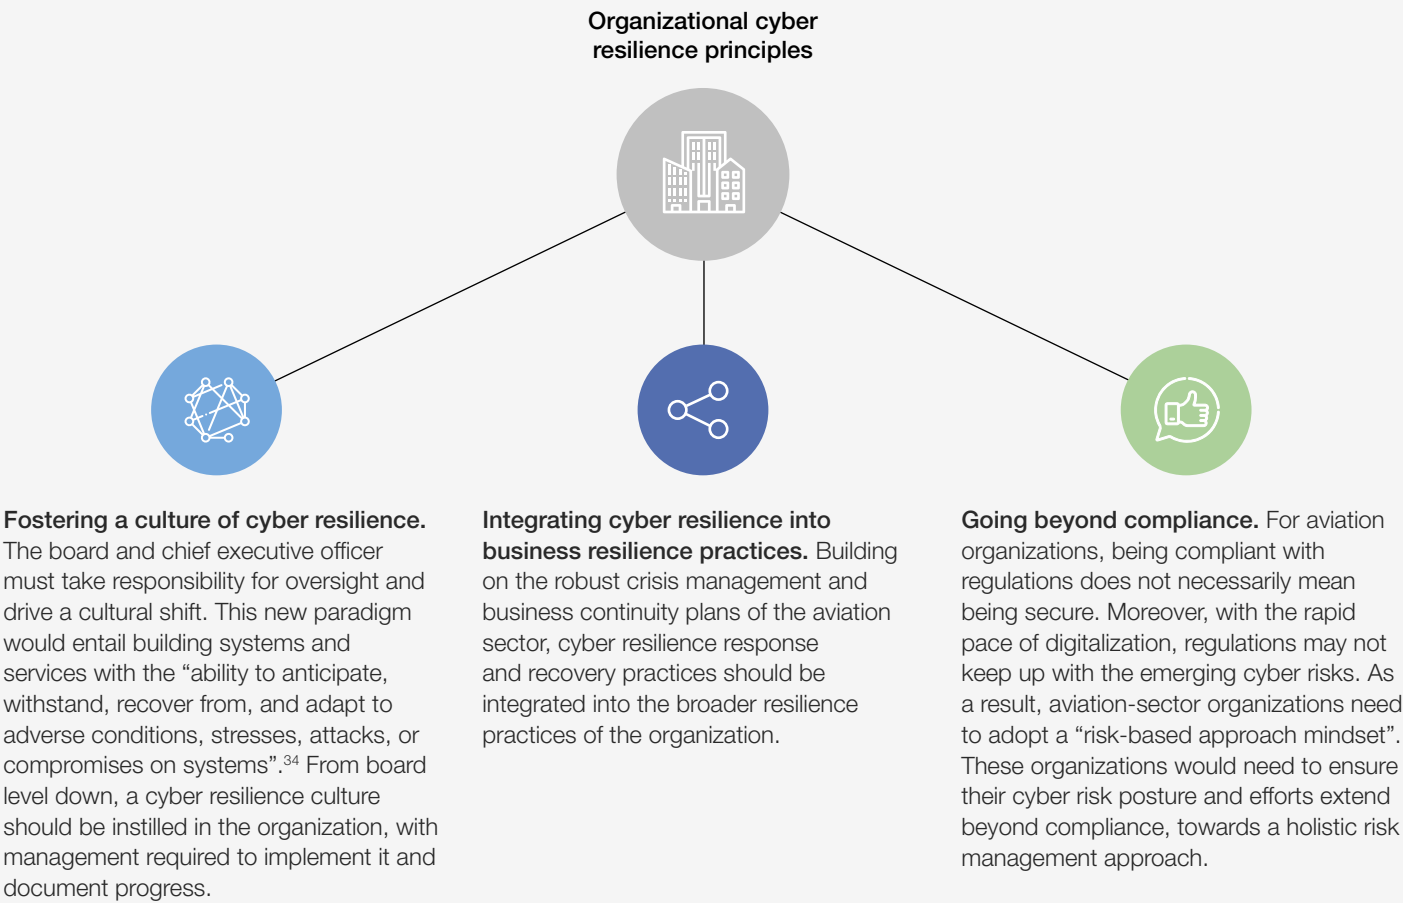 Organizational cyber
resilience principles
Fostering a culture of cyber resilience.
The board and chief executive officer
must take responsibility for oversight and
drive a cultural shift. This new paradigm
would entail building systems and
services with the “ability to anticipate,
withstand, recover from, and adapt to
adverse conditions, stresses, attacks, or
compromises on systems”.34 From board
level down, a cyber resilience culture
should be instilled in the organization, with
management required to implement it and
document progress.
Integrating cyber resilience into
business resilience practices. Building
on the robust crisis management and
business continuity plans of the aviation
sector, cyber resilience response
and recovery practices should be
integrated into the broader resilience
practices of the organization.
Going beyond compliance. For aviation
organizations, being compliant with
regulations does not necessarily mean
being secure. Moreover, with the rapid
pace of digitalization, regulations may not
keep up with the emerging cyber risks. As
a result, aviation-sector organizations need
to adopt a “risk-based approach mindset”.
These organizations would need to ensure
their cyber risk posture and efforts extend
beyond compliance, towards a holistic risk
management approach.